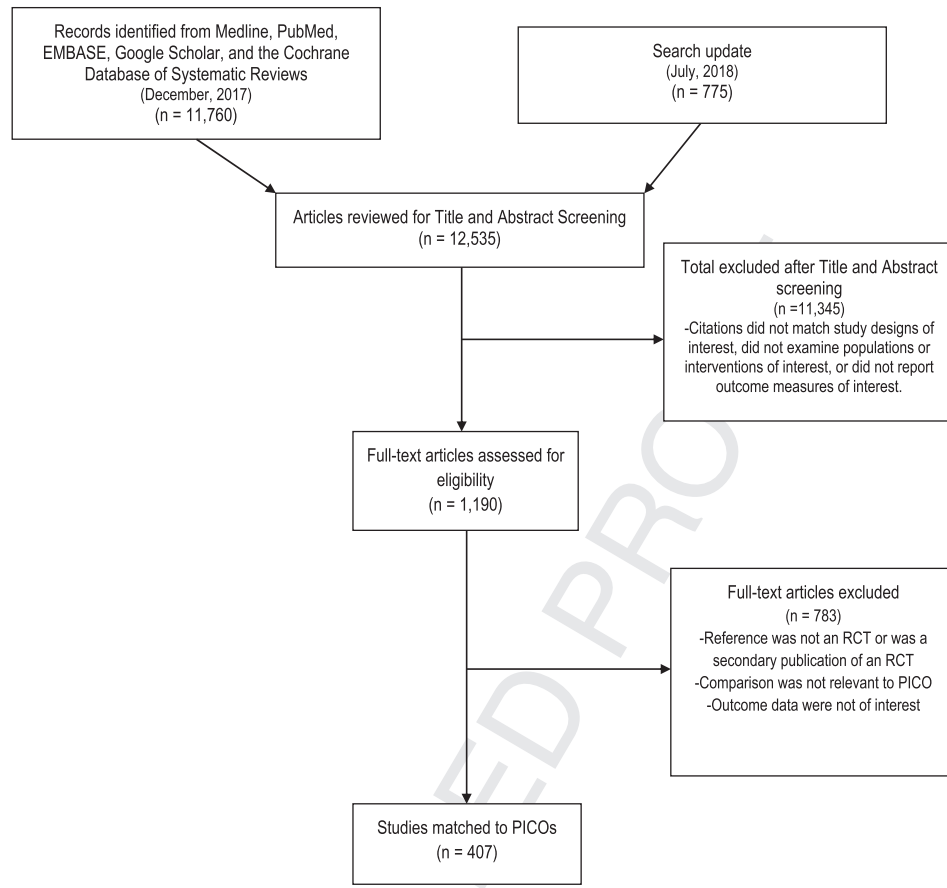 Records identified from Medline, PubMed,
EMBASE, Google Scholar, and the Cochrane
Database of Systematic Reviews
(December, 2017)
(n = 11,760)
Search update
(July, 2018)
(n = 775)
Articles reviewed for Title and Abstract Screening
(n = 12,535)
Total excluded after Title and Abstract
screening
(n =11,345)
-Citations did not match study designs of
interest, did not examine populations or
interventions of interest, or did not report
outcome measures of interest.
Full-text articles assessed for
eligibility
(n = 1,190)
Full-text articles excluded
(n = 783)
-Reference was not an RCT or was a
secondary publication of an RCT
-Comparison was not relevant to PICO
-Outcome data were not of interest
Studies matched to PICOs
(n = 407)
ED PRO